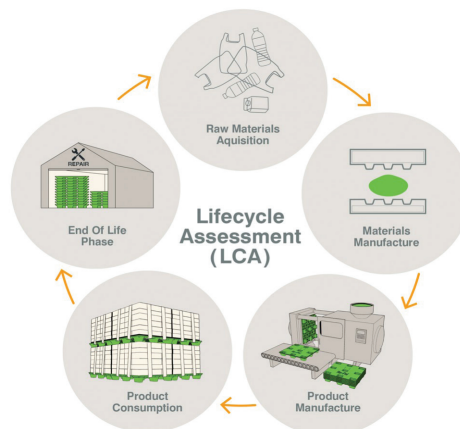 Raw Materials
Aquisition
REPAIR
End Of Life
Phase
Lifecycle
Assessment
(LCA)
Materials
Manufacture
Product
Consumption
Product
Manufacture